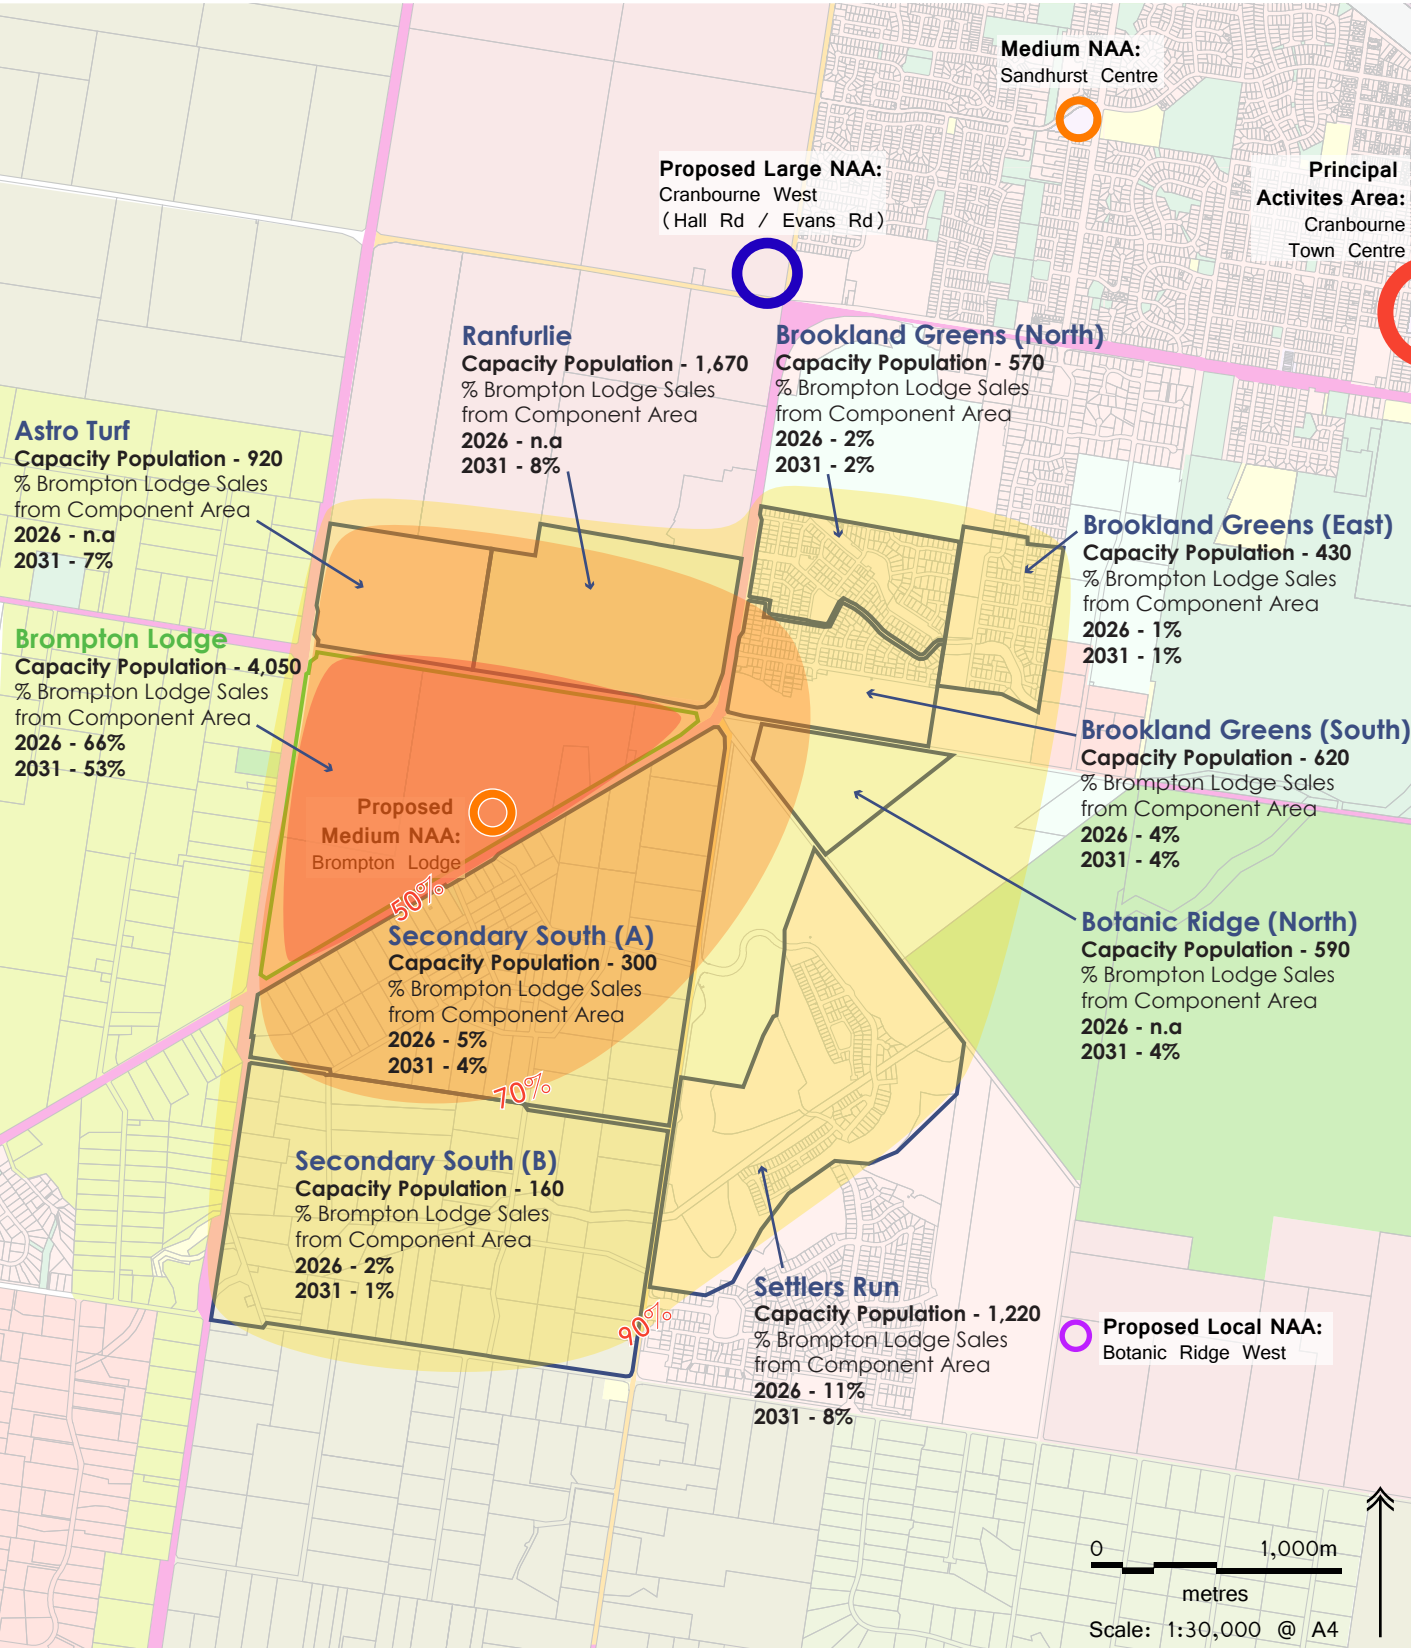 Medium NAA:
Sandhurst Centre
Proposed Large NAA:
Cranbourne West
(Hall Rd / Evans Rd)
Principal
Activites Area:
Cranbourne
Town Centre
Ranfurlie
Capacity Population - 1,670
% Brompton Lodge Sales
from Component Area
2026 - n.a
2031 - 8%
Brookland Greens (North)
Capacity Population - 570
% Brompton Lodge Sales
from Component Area
2026 - 2%
2031 - 2%
Astro Turf
Capacity Population - 920
% Brompton Lodge Sales
from Component Area
2026 - n.a
2031 - 7%
Brookland Greens (East)
Capacity Population - 430
% Brompton Lodge Sales
from Component Area
2026 - 1%
2031 - 1%
Brompton Lodge
Capacity Population - 4,050
% Brompton Lodge Sales
from Component Area
2026 - 66%
2031 - 53%
Brookland Greens (South)
Capacity Population - 620
% Brompton Lodge Sales
from Component Area
2026 - 4%
2031 - 4%
Proposed
Medium NAA:
Brompton Lodge
50%
Secondary South (A)
Capacity Population - 300
% Brompton Lodge Sales
from Component Area
2026 - 5%
2031 - 4%
70%
Botanic Ridge (North)
Capacity Population - 590
% Brompton Lodge Sales
from Component Area
2026 - n.a
2031 - 4%
Secondary South (B)
Capacity Population - 160
% Brompton Lodge Sales
from Component Area
2026 - 2%
2031 - 1%
90%
Settlers Run
Capacity Population - 1,220
% Brompton Lodge Sales
from Component Area
2026 - 11%
2031 - 8%
Proposed Local NAA:
Botanic Ridge West
0 1,000m
metres
Scale: 1:30,000 @ A4